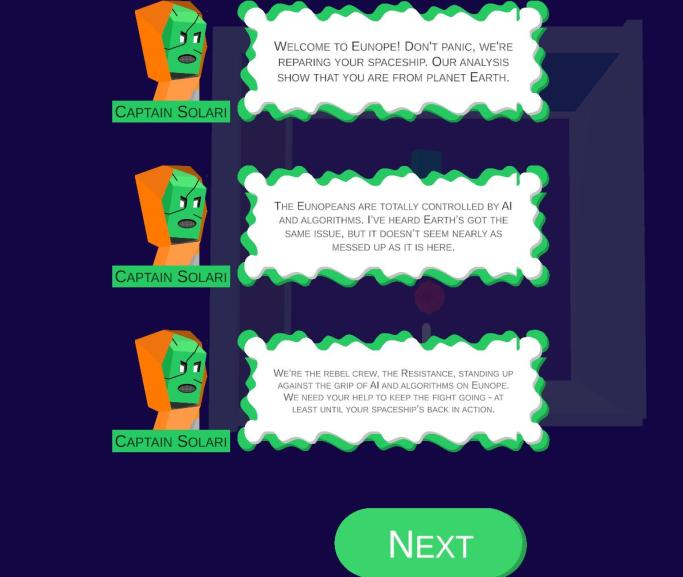 Welcome to Eunope! Don't panic, we're
reparing your spaceship. Our analysis
show that you are from planet Earth.
Captain Solari
The Eunopeans are totally controlled by AI
and algorithms. I've heard Earth's got the
same issue, but it doesn't seem nearly as
messed up as it is here.
Captain Solari
We're the rebel crew, the Resistance, standing up
against the grip of AI and algorithms on Eunope.
We need your help to keep the fight going - at
least until your spaceship's back in action.
Captain Solari
Next